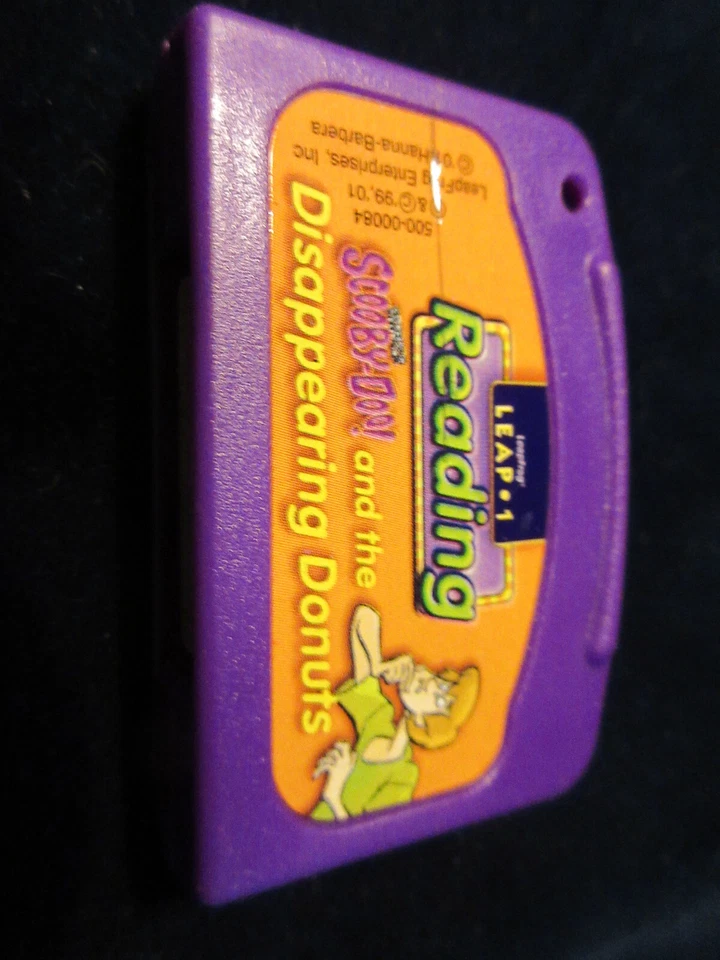 LeapFrog
LEAP • 1
Reading
SCOOBY-DOO!
and the
Disappearing Donuts
500-00084
& © '99, '01
LeapFrog Enterprises, Inc
© '01 Hanna-Barbera